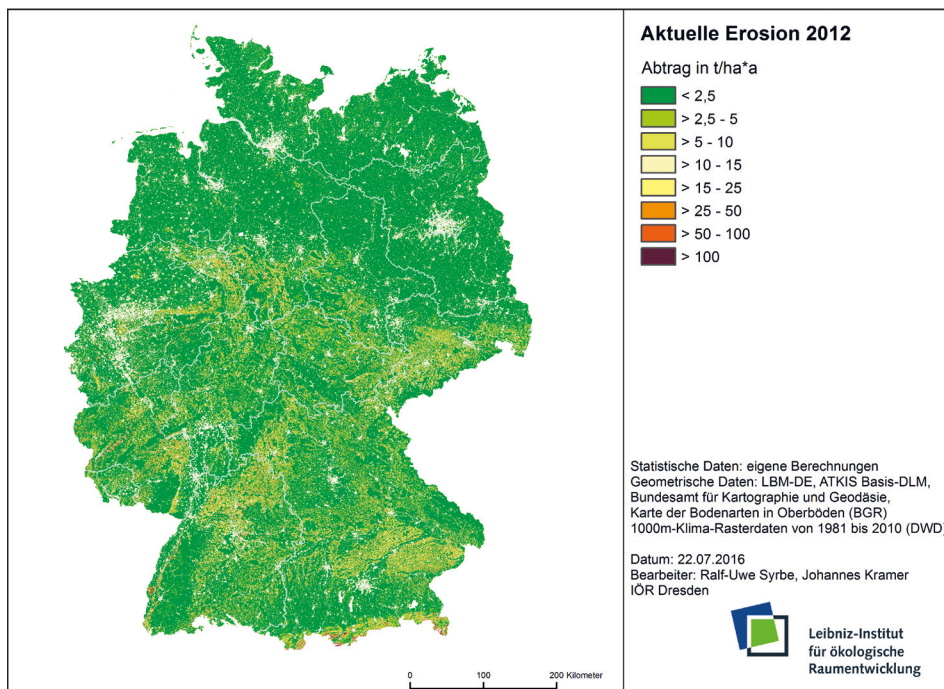 Aktuelle Erosion 2012
Abtrag in t/ha*a
< 2,5
> 2,5 - 5
> 5 - 10
> 10 - 15
> 15 - 25
> 25 - 50
> 50 - 100
> 100
Statistische Daten: eigene Berechnungen
Geometrische Daten: LBM-DE, ATKIS Basis-DLM,
Bundesamt für Kartographie und Geodäsie,
Karte der Bodenarten in Oberböden (BGR)
1000m-Klima-Rasterdaten von 1981 bis 2010 (DWD)
Datum: 22.07.2016
Bearbeiter: Ralf-Uwe Syrbe, Johannes Kramer
IÖR Dresden
Leibniz-Institut
für ökologische
Raumentwicklung
0 100 200 Kilometer